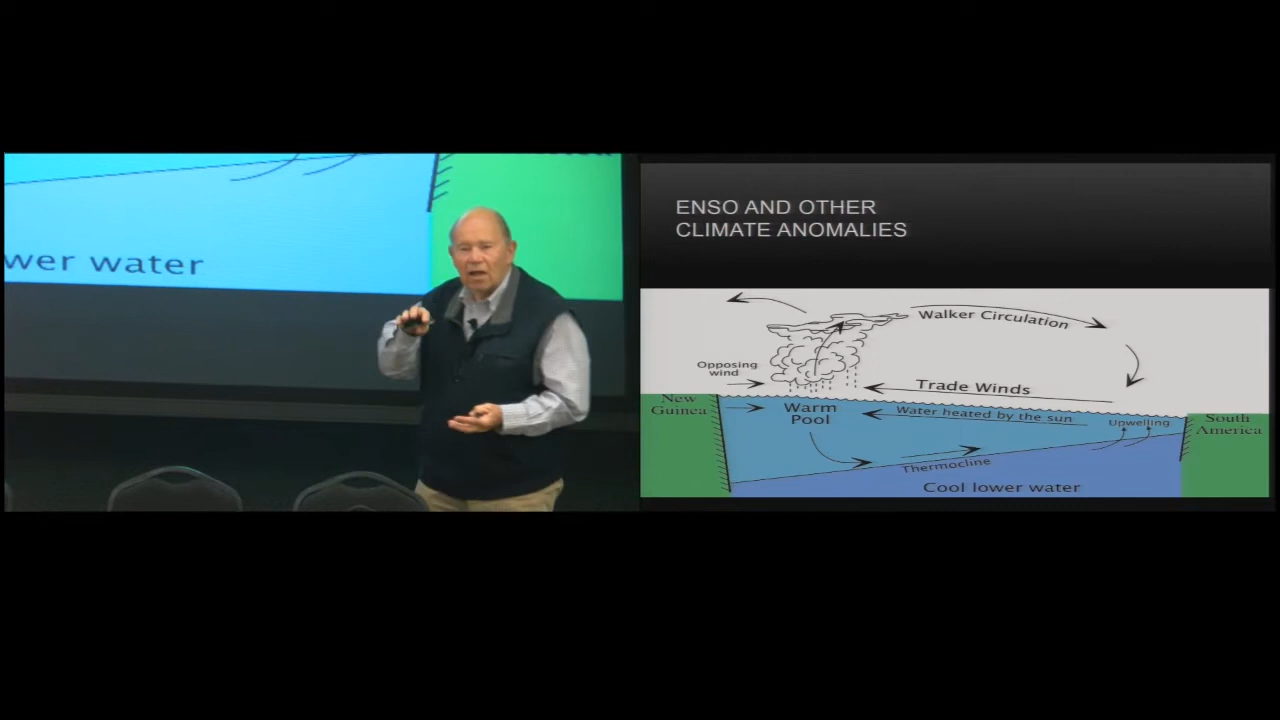 wer water
ENSO AND OTHER
CLIMATE ANOMALIES
Walker Circulation
Opposing
wind
Trade Winds
New
Guinea
Warm
Pool
Water heated by the sun
Upwelling
South
America
Thermocline
Cool lower water